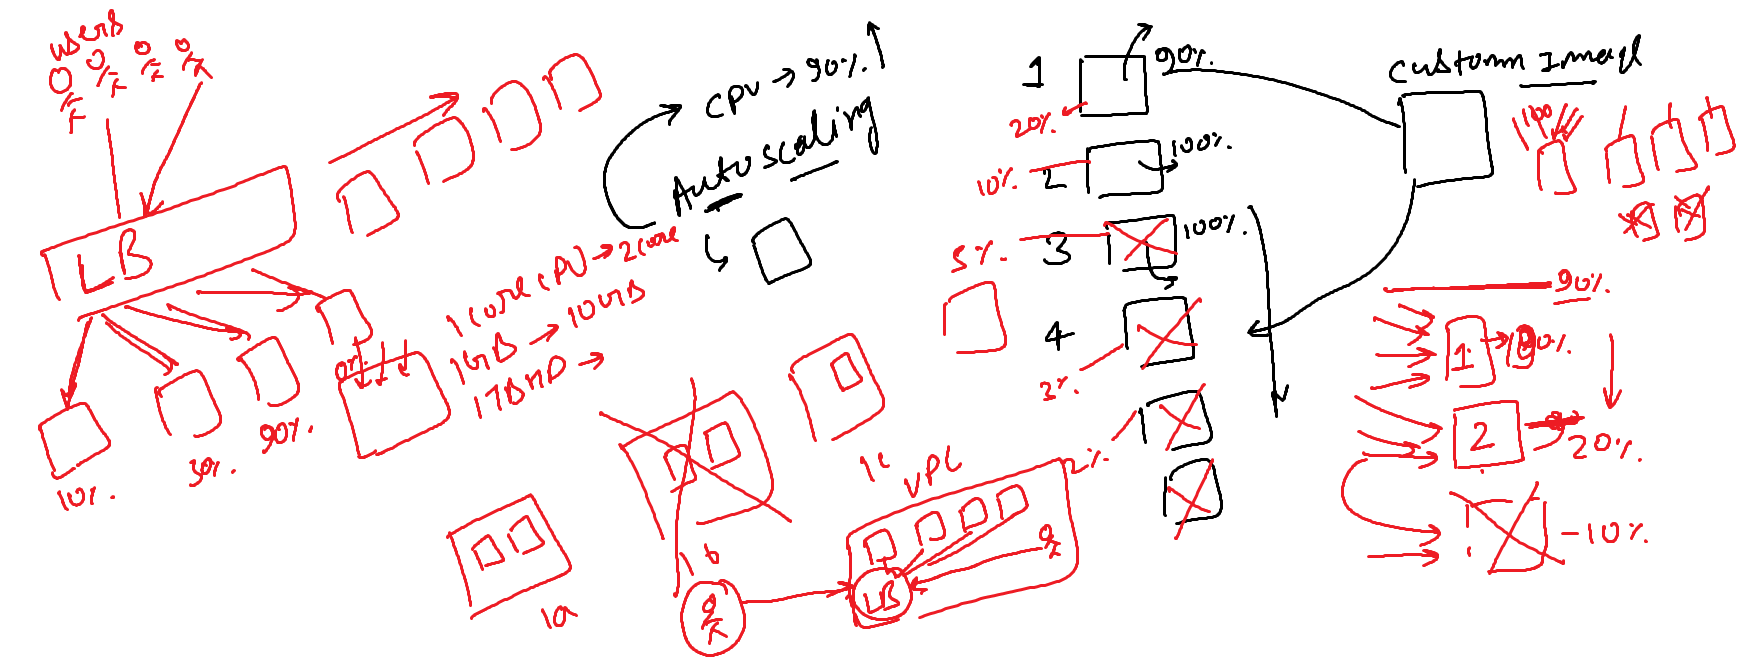 users
LB
10%.
30%.
90%.
or
CPU → 90%. ↑
Autoscaling
1 core CPU → 2 core
1GB → 10GB
1TB HD →
1a
1b
1c
VPC
LB
1
90%.
20%.
2
100%.
10%.
3
100%.
5%.
4
3%.
2%.
Custom Image
100
90%.
1
2
20%.
-10%.